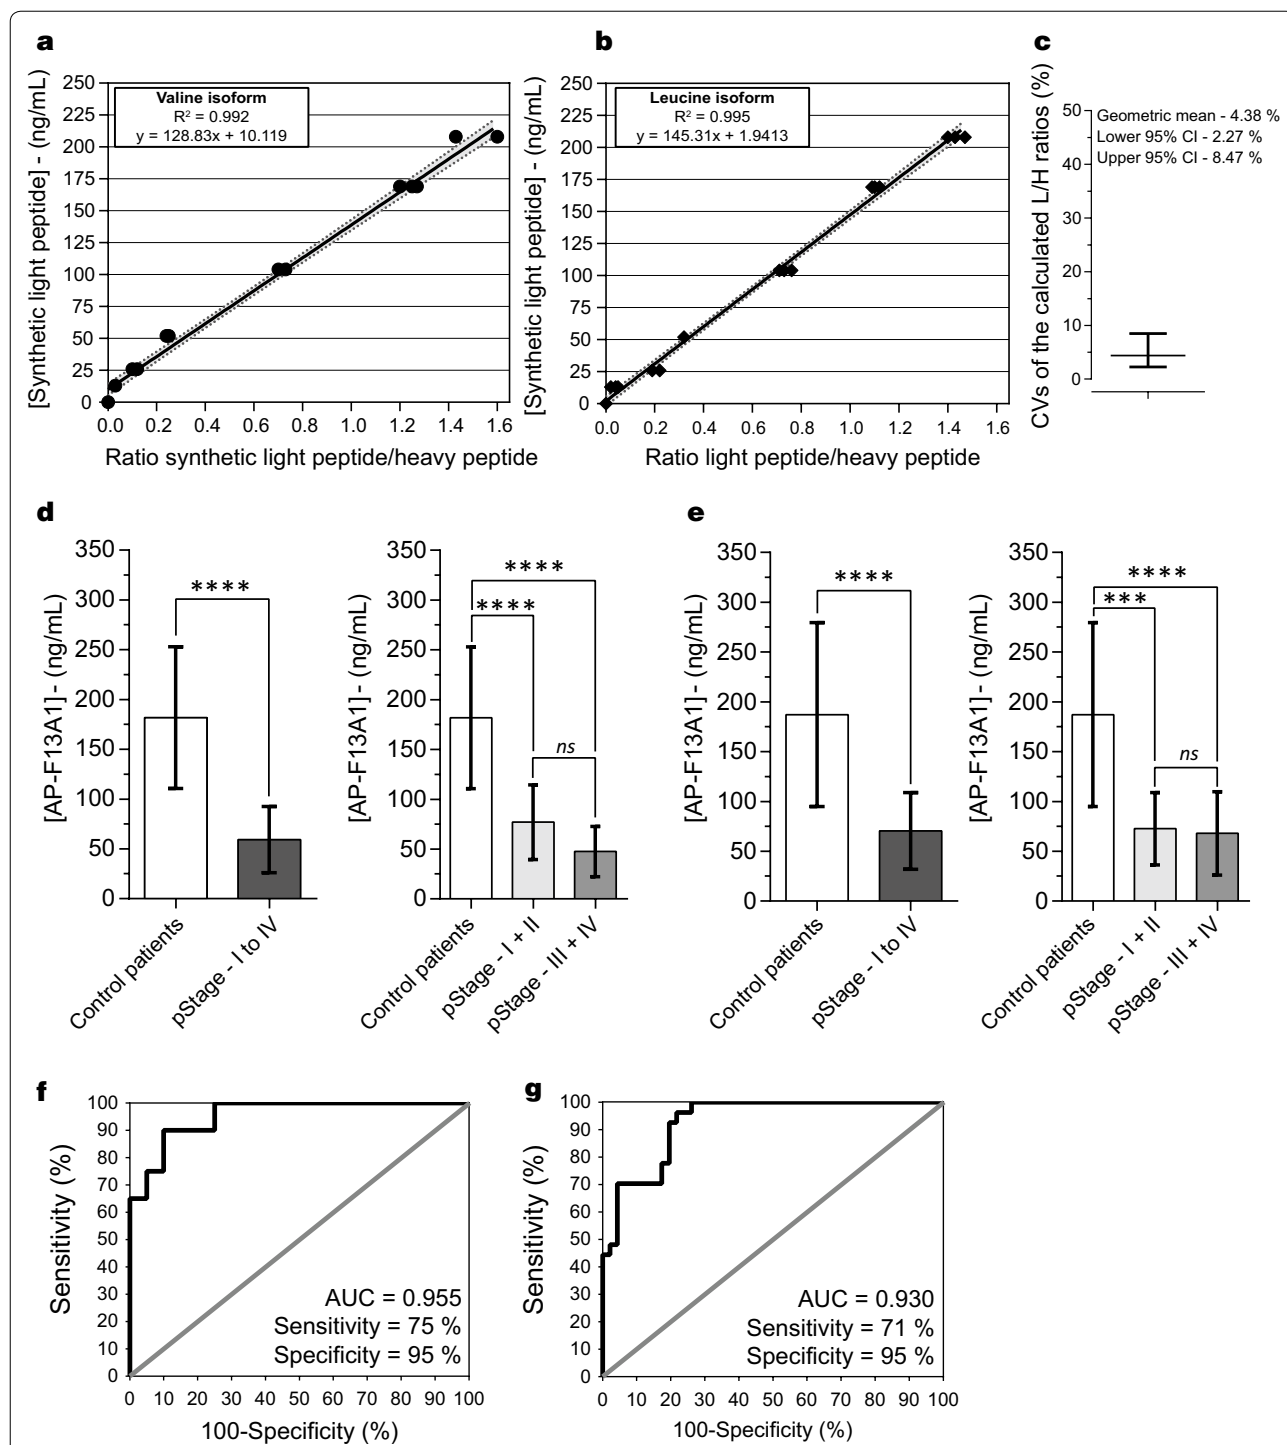 a
[Synthetic light peptide] - (ng/mL)
250
225
200
175
150
125
100
75
50
25
0
Valine isoform
R² = 0.992
y = 128.83x + 10.119
0.0 0.2 0.4 0.6 0.8 1.0 1.2 1.4 1.6
Ratio synthetic light peptide/heavy peptide
b
[Synthetic light peptide] - (ng/mL)
250
225
200
175
150
125
100
75
50
25
0
Leucine isoform
R² = 0.995
y = 145.31x + 1.9413
0.0 0.2 0.4 0.6 0.8 1.0 1.2 1.4 1.6
Ratio light peptide/heavy peptide
c
CVs of the calculated L/H ratios (%)
50
40
30
20
10
0
Geometric mean - 4.38 %
Lower 95% CI - 2.27 %
Upper 95% CI - 8.47 %
d
[AP-F13A1] - (ng/mL)
350
300
250
200
150
100
50
0
****
Control patients
pStage - I to IV
[AP-F13A1] - (ng/mL)
350
300
250
200
150
100
50
0
****
****
ns
Control patients
pStage - I + II
pStage - III + IV
e
[AP-F13A1] - (ng/mL)
350
300
250
200
150
100
50
0
****
Control patients
pStage - I to IV
[AP-F13A1] - (ng/mL)
350
300
250
200
150
100
50
0
****
***
ns
Control patients
pStage - I + II
pStage - III + IV
f
Sensitivity (%)
100
90
80
70
60
50
40
30
20
10
0
AUC = 0.955
Sensitivity = 75 %
Specificity = 95 %
0 10 20 30 40 50 60 70 80 90 100
100-Specificity (%)
g
Sensitivity (%)
100
90
80
70
60
50
40
30
20
10
0
AUC = 0.930
Sensitivity = 71 %
Specificity = 95 %
0 10 20 30 40 50 60 70 80 90 100
100-Specificity (%)